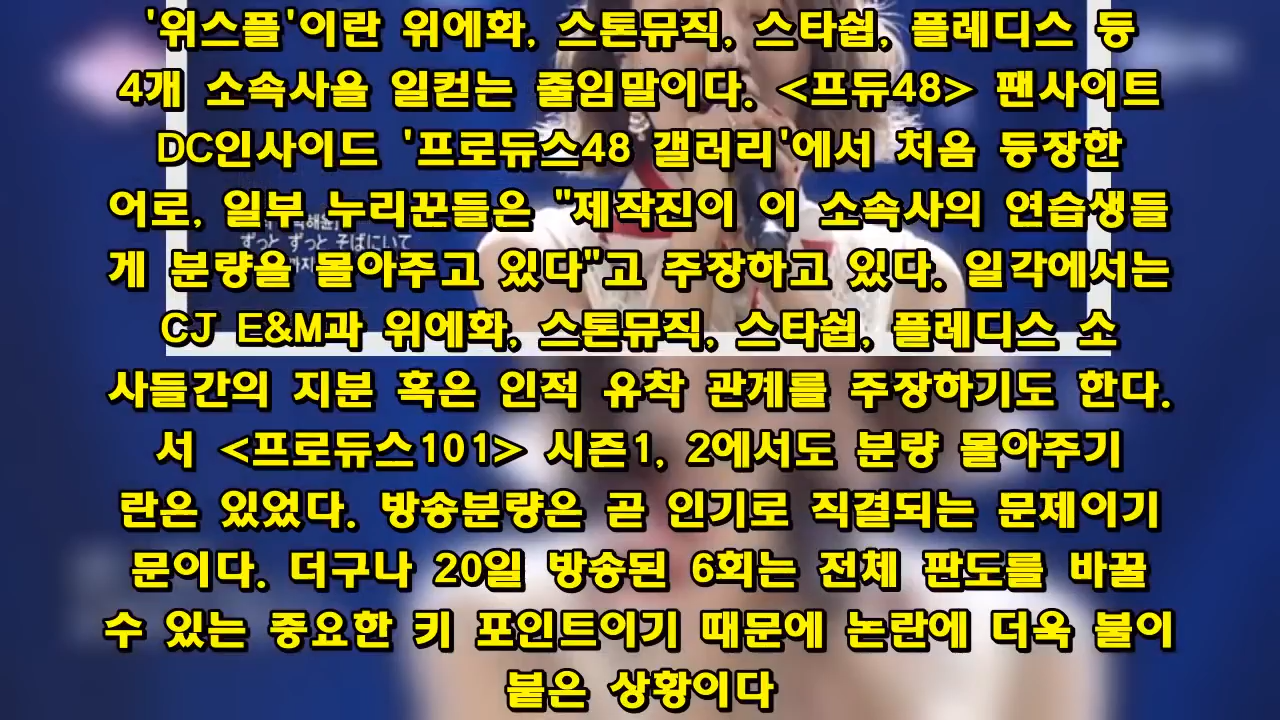 '위스플'이란 위에화, 스톤뮤직, 스타쉽, 플레디스 등
4개 소속사을 일컫는 줄임말이다. <프듀48> 팬사이트
DC인사이드 '프로듀스48 갤러리'에서 처음 등장한
어로, 일부 누리꾼들은 "제작진이 이 소속사의 연습생들
게 분량을 몰아주고 있다"고 주장하고 있다. 일각에서는
CJ E&M과 위에화, 스톤뮤직, 스타쉽, 플레디스 소
사들간의 지분 혹은 인적 유착 관계를 주장하기도 한다.
서 <프로듀스101> 시즌1, 2에서도 분량 몰아주기
란은 있었다. 방송분량은 곧 인기로 직결되는 문제이기
문이다. 더구나 20일 방송된 6회는 전체 판도를 바꿀
수 있는 중요한 키 포인트이기 때문에 논란에 더욱 불이
붙은 상황이다
ずっと ずっと そばにいて